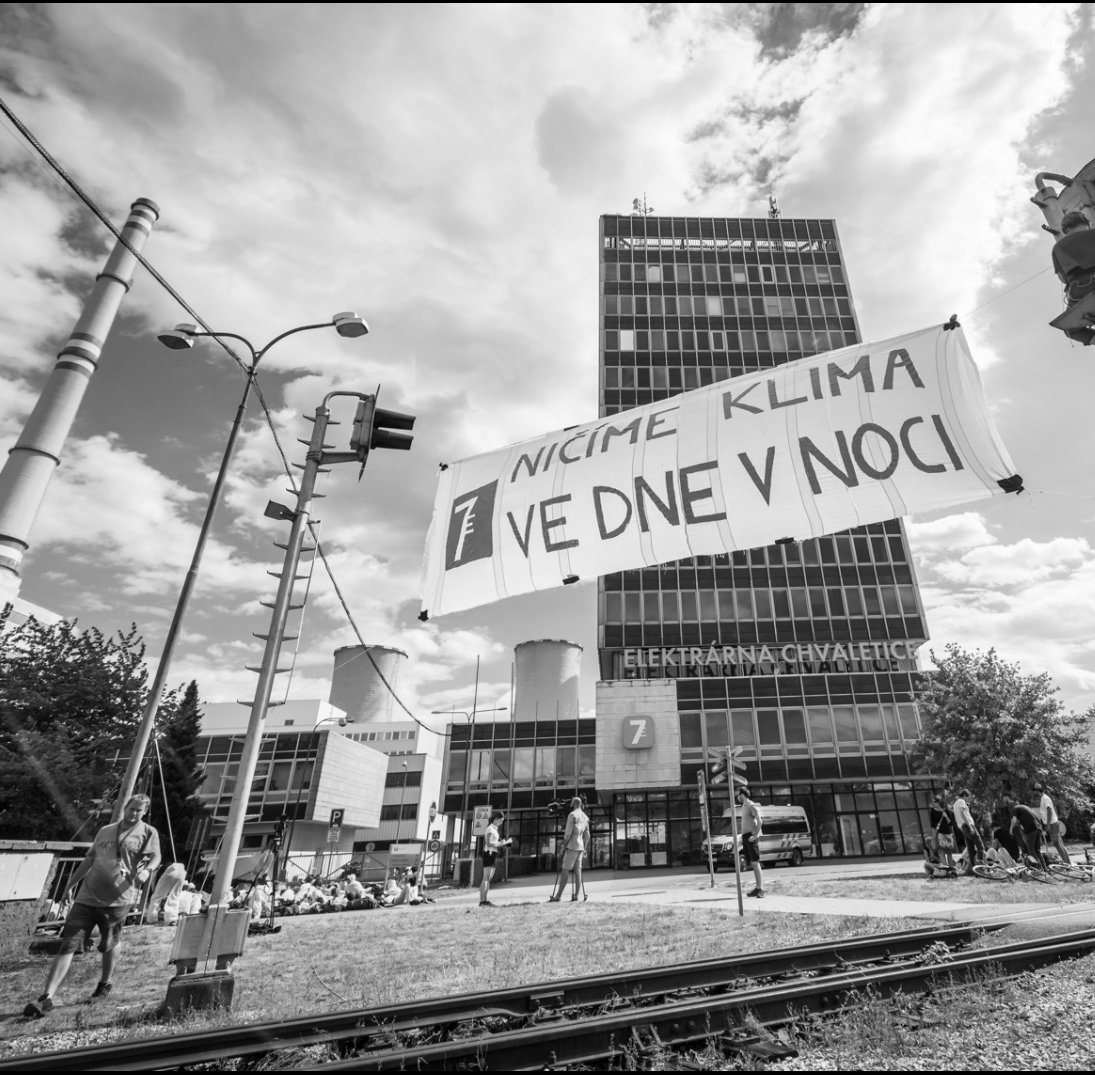 NIČÍME KLIMA
7 VE DNE V NOCI
ELEKTRÁRNA CHVALETICE
7
P